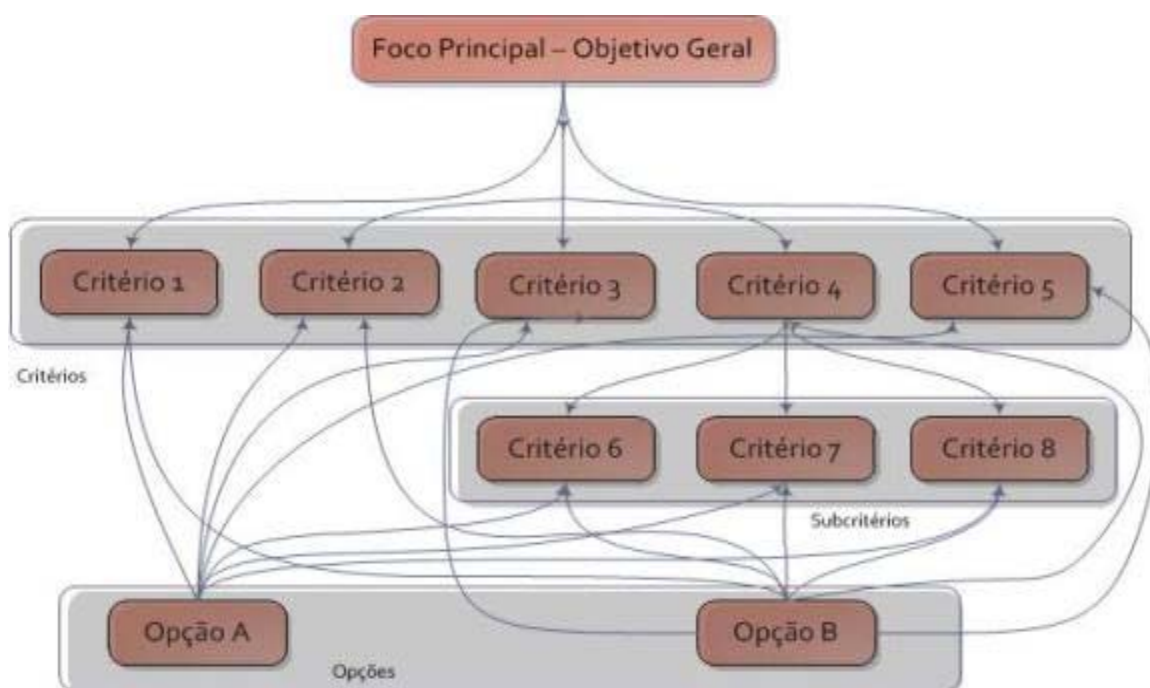 Foco Principal – Objetivo Geral
Critério 1
Critério 2
Critério 3
Critério 4
Critério 5
Critérios
Critério 6
Critério 7
Critério 8
Subcritérios
Opção A
Opção B
Opções